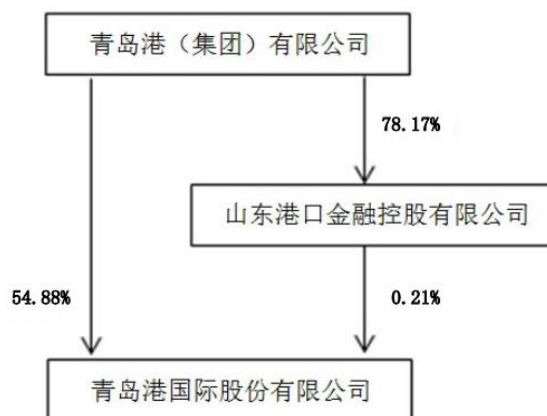 青岛港（集团）有限公司
78.17%
山东港口金融控股有限公司
54.88%
0.21%
青岛港国际股份有限公司